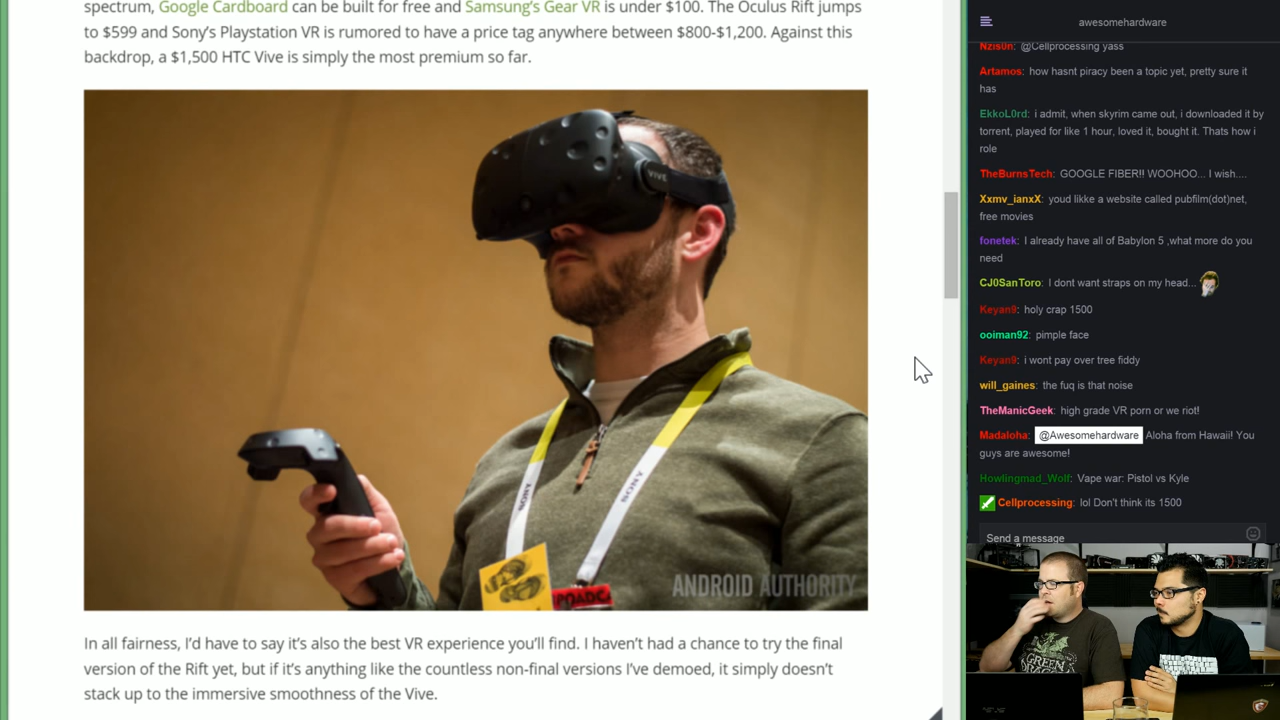 spectrum, Google Cardboard can be built for free and Samsung's Gear VR is under $100. The Oculus Rift jumps
to $599 and Sony's Playstation VR is rumored to have a price tag anywhere between $800-$1,200. Against this
backdrop, a $1,500 HTC Vive is simply the most premium so far.
VIVE
SONY
SONY
ANDROID AUTHORITY
In all fairness, I'd have to say it's also the best VR experience you'll find. I haven't had a chance to try the final
version of the Rift yet, but if it's anything like the countless non-final versions I've demoed, it simply doesn't
stack up to the immersive smoothness of the Vive.
awesomehardware
Nzis0n: @Cellprocessing yass
Artamos: how hasnt piracy been a topic yet, pretty sure it
has
EkkoL0rd: i admit, when skyrim came out, i downloaded it by
torrent, played for like 1 hour, loved it, bought it. Thats how i
role
TheBurnsTech: GOOGLE FIBER!! WOOHOO... I wish....
Xxmv_ianxX: youd likke a website called pubfilm(dot)net,
free movies
fonetek: I already have all of Babylon 5 ,what more do you
need
CJ0SanToro: I dont want straps on my head...
Keyan9: holy crap 1500
ooiman92: pimple face
Keyan9: i wont pay over tree fiddy
will_gaines: the fuq is that noise
TheManicGeek: high grade VR porn or we riot!
Madaloha: @Awesomehardware Aloha from Hawaii! You
guys are awesome!
Howlingmad_Wolf: Vape war: Pistol vs Kyle
Cellprocessing: lol Don't think its 1500
Send a message
GREEN
DRAGON